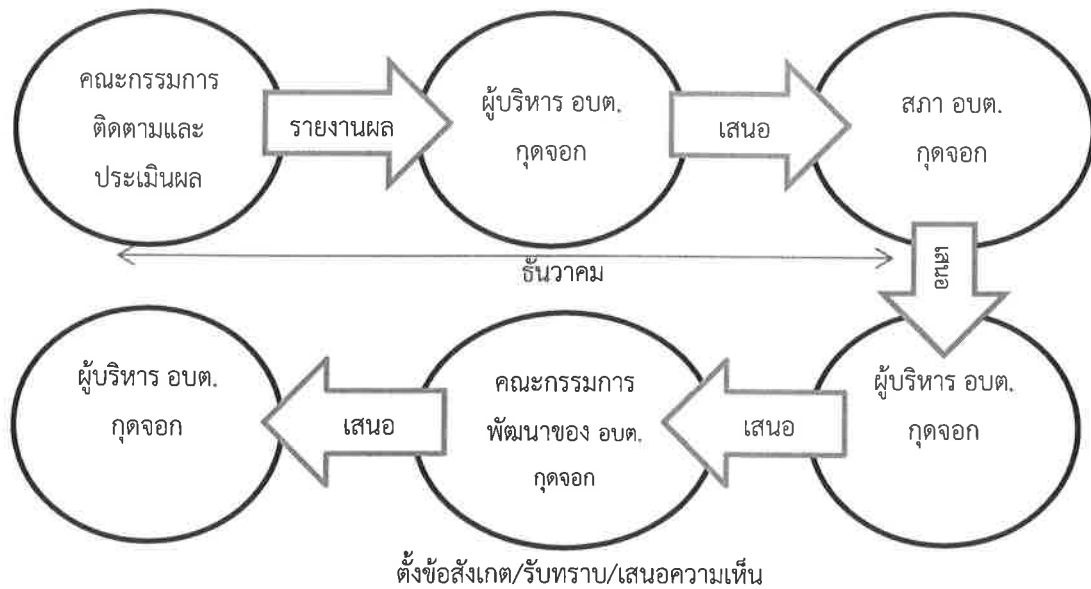 คณะกรรมการ
ติดตามและ
ประเมินผล
รายงานผล
ผู้บริหาร อบต.
กุดจอก
เสนอ
สภา อบต.
กุดจอก
ธันวาคม
เสนอ
ผู้บริหาร อบต.
กุดจอก
เสนอ
คณะกรรมการ
พัฒนาของ อบต.
กุดจอก
เสนอ
ผู้บริหาร อบต.
กุดจอก
ตั้งข้อสังเกต/รับทราบ/เสนอความเห็น